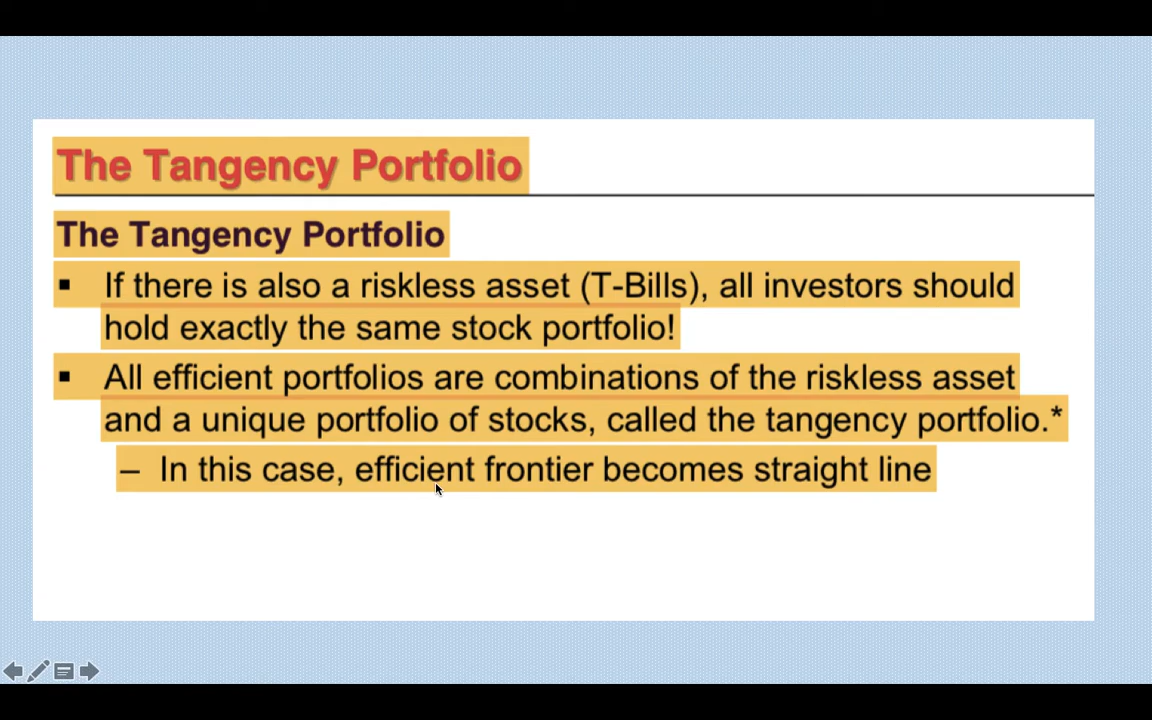 The Tangency Portfolio
The Tangency Portfolio
▪ If there is also a riskless asset (T-Bills), all investors should
hold exactly the same stock portfolio!
▪ All efficient portfolios are combinations of the riskless asset
and a unique portfolio of stocks, called the tangency portfolio.*
– In this case, efficient frontier becomes straight line